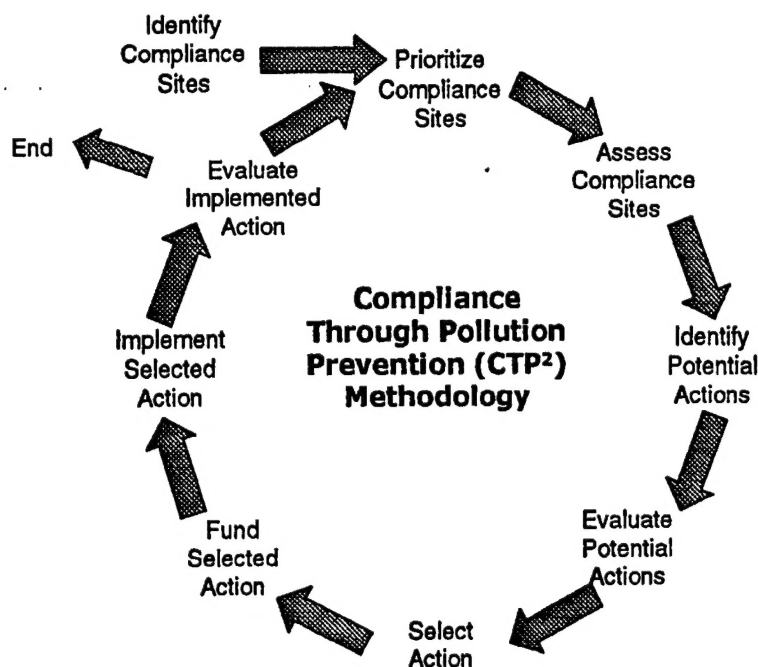 Identify
Compliance
Sites
Prioritize
Compliance
Sites
Assess
Compliance
Sites
Identify
Potential
Actions
Evaluate
Potential
Actions
Select
Action
Fund
Selected
Action
Implement
Selected
Action
Evaluate
Implemented
Action
End
Compliance
Through Pollution
Prevention (CTP²)
Methodology